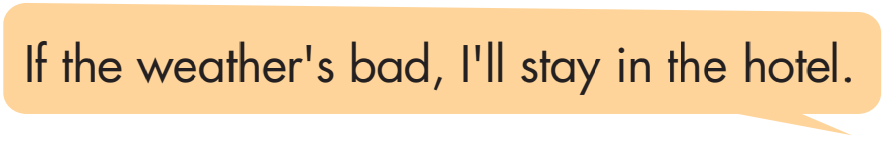 If the weather's bad, I'll stay in the hotel.